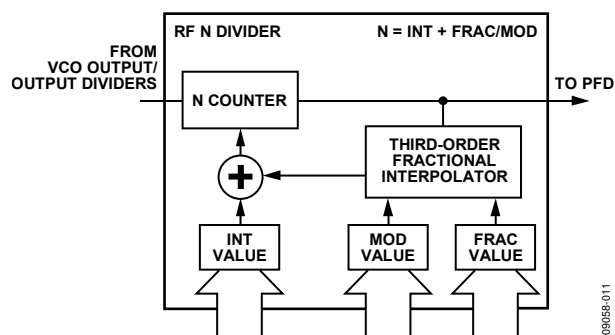 RF N DIVIDER
N = INT + FRAC/MOD
FROM
VCO OUTPUT/
OUTPUT DIVIDERS
N COUNTER
TO PFD
THIRD-ORDER
FRACTIONAL
INTERPOLATOR
+
INT
VALUE
MOD
VALUE
FRAC
VALUE
09058-011